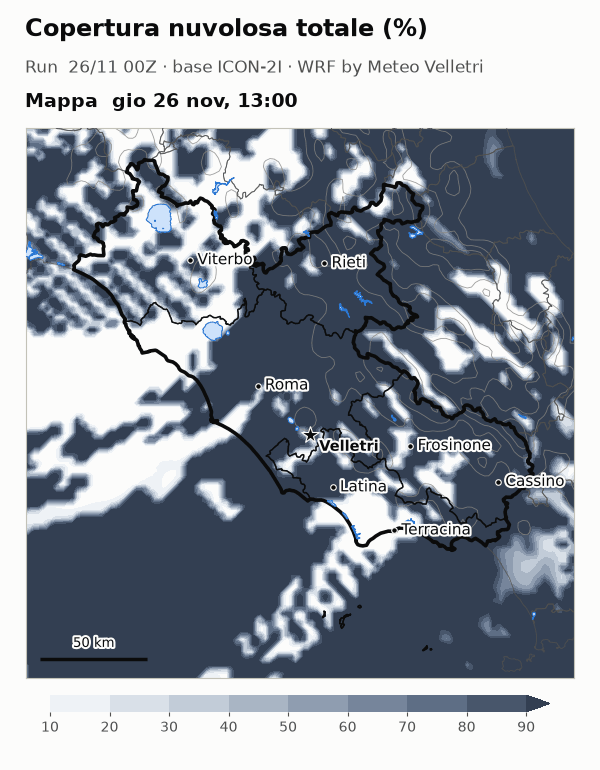 Copertura nuvolosa totale (%)
Run  26/11 00Z · base ICON-2I · WRF by Meteo Velletri
Mappa  gio 26 nov, 13:00
Viterbo
Rieti
Roma
Velletri
Frosinone
Latina
Cassino
Terracina
50 km
10 20 30 40 50 60 70 80 90